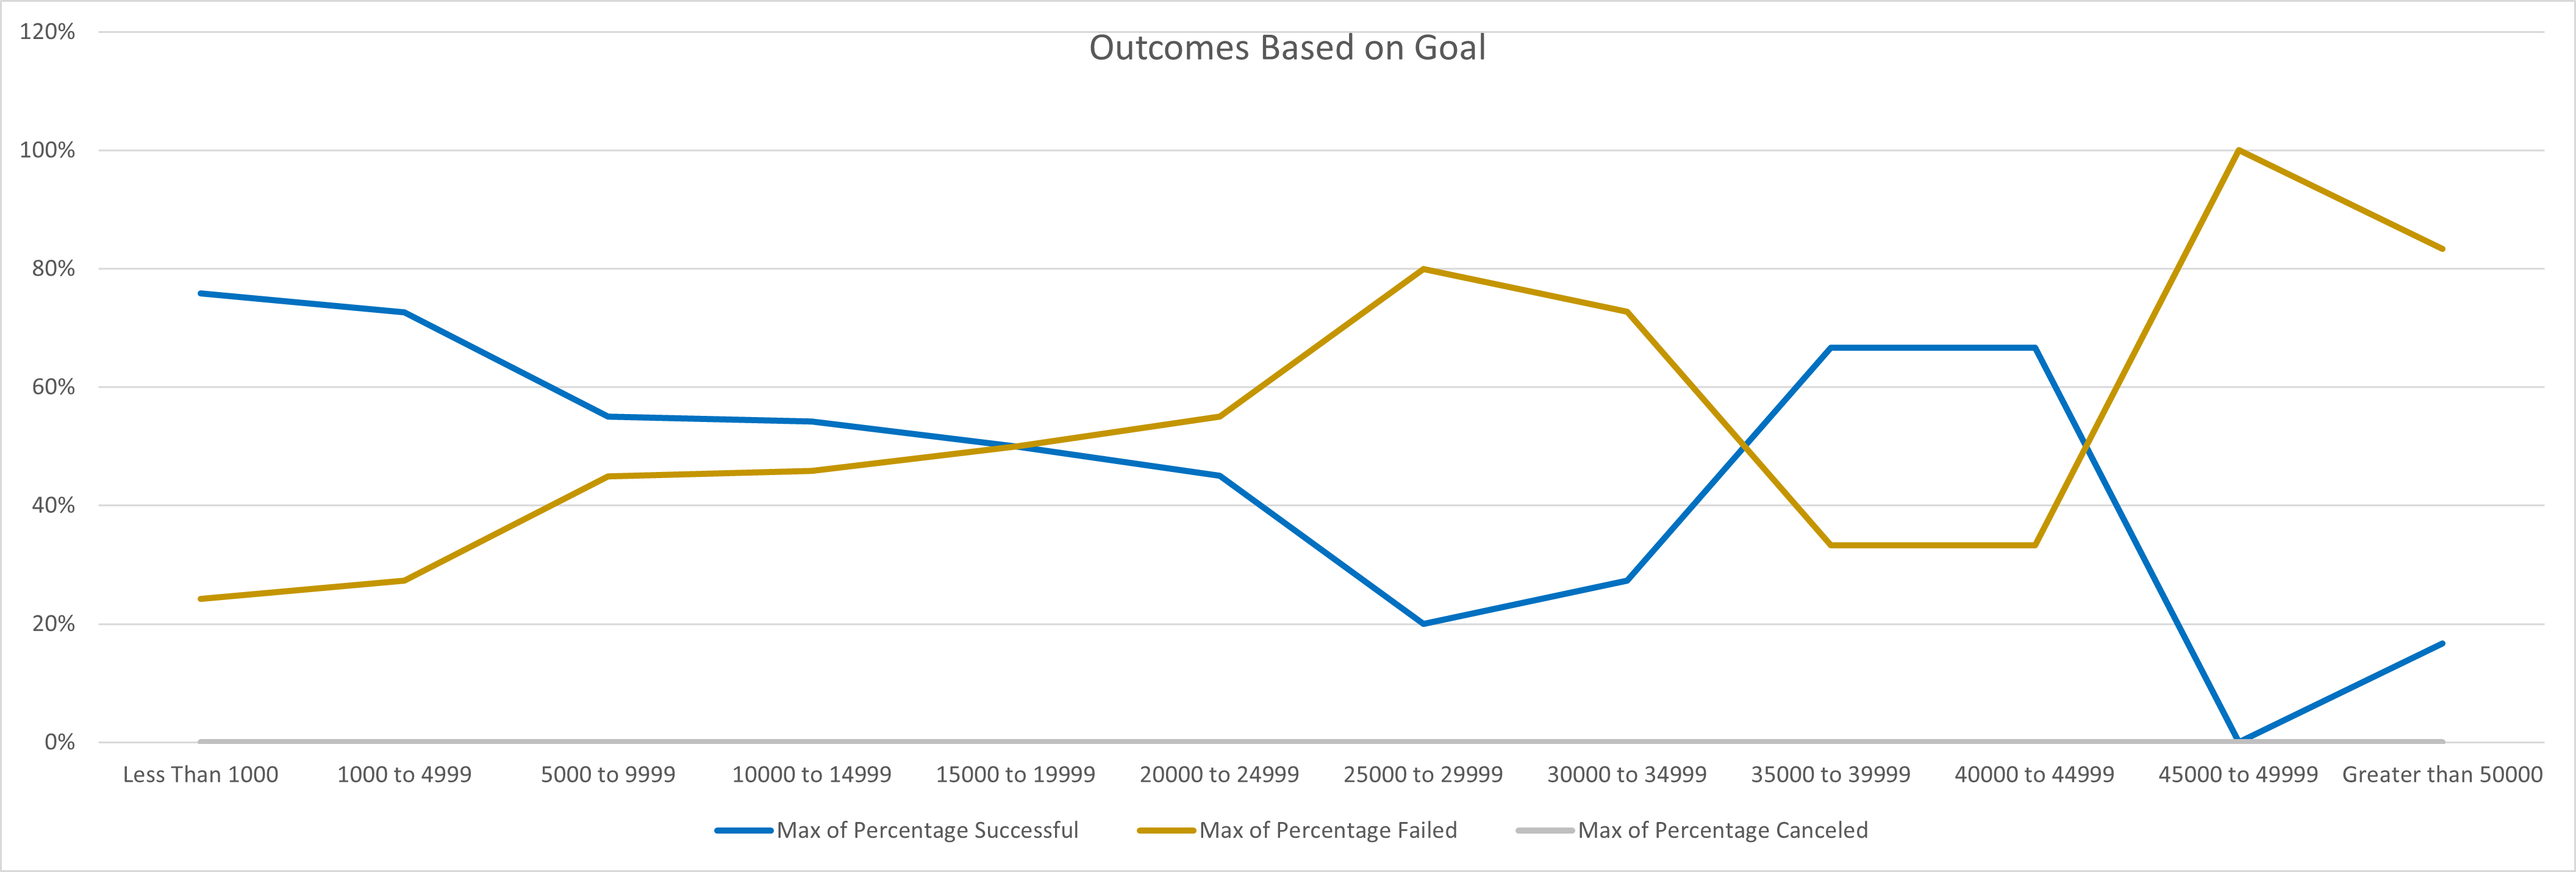 Outcomes Based on Goal
120%
100%
80%
60%
40%
20%
0%
Less Than 1000 1000 to 4999 5000 to 9999 10000 to 14999 15000 to 19999 20000 to 24999 25000 to 29999 30000 to 34999 35000 to 39999 40000 to 44999 45000 to 49999 Greater than 50000
Max of Percentage Successful Max of Percentage Failed Max of Percentage Canceled